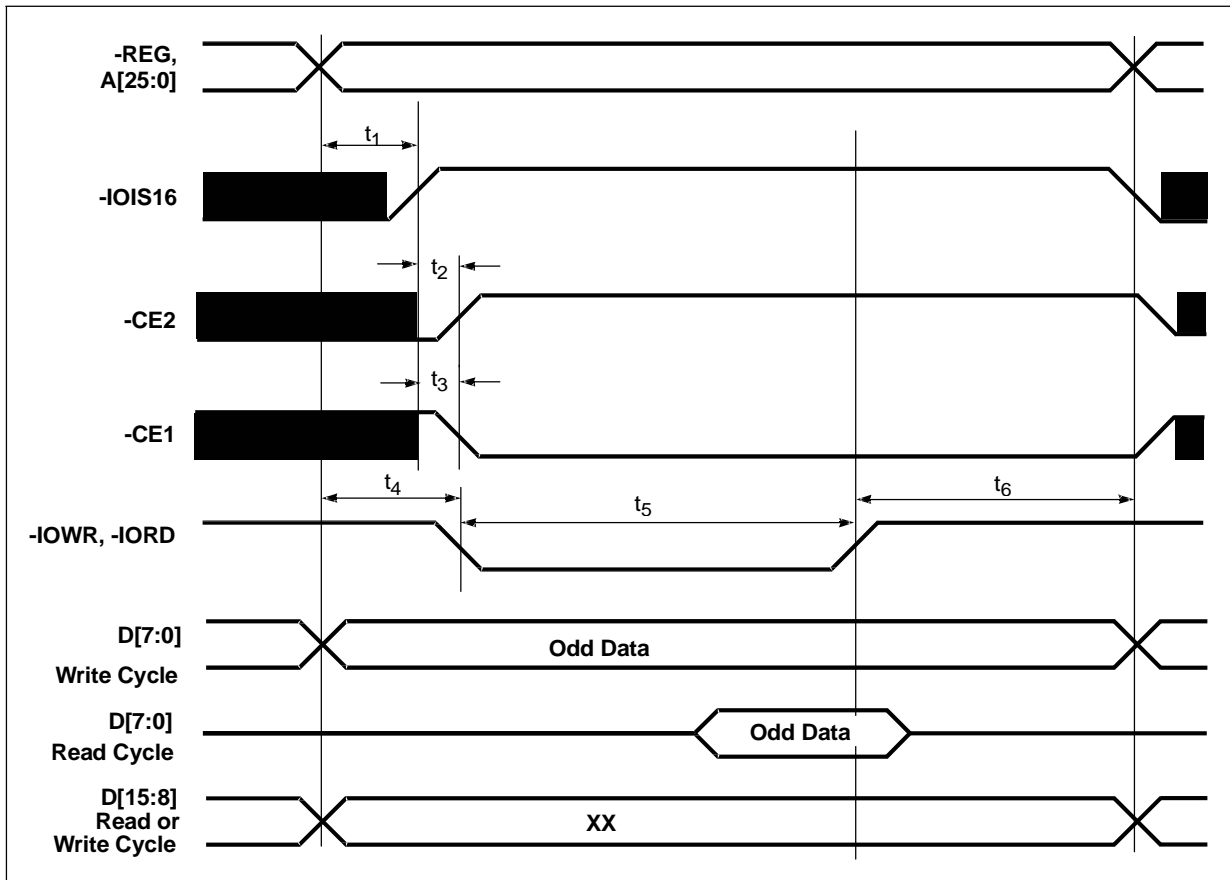 -REG,
A[25:0]
t1
-IOIS16
t2
-CE2
t3
-CE1
t4
t5
t6
-IOWR, -IORD
D[7:0]
Odd Data
Write Cycle
D[7:0]
Odd Data
Read Cycle
D[15:8]
Read or
XX
Write Cycle